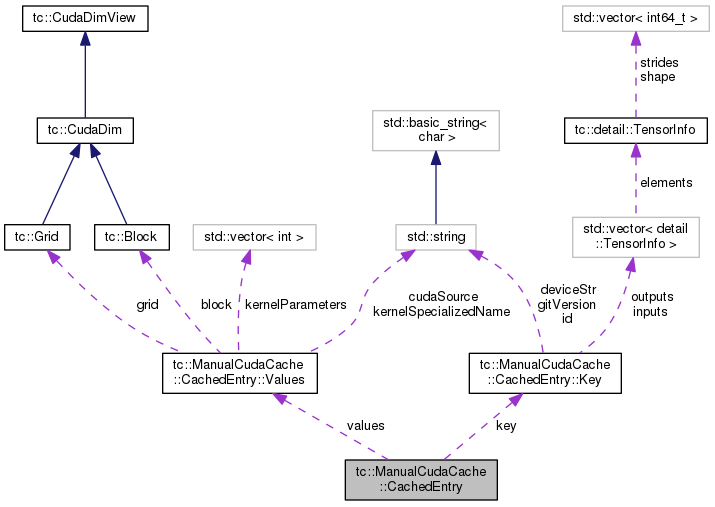 tc::CudaDimView
std::vector< int64_t >
strides
shape
tc::CudaDim
std::basic_string<
char >
tc::detail::TensorInfo
elements
tc::Grid
tc::Block
std::vector< int >
std::string
std::vector< detail
::TensorInfo >
grid
block
kernelParameters
cudaSource
kernelSpecializedName
deviceStr
gitVersion
id
outputs
inputs
tc::ManualCudaCache
::CachedEntry::Values
tc::ManualCudaCache
::CachedEntry::Key
values
key
tc::ManualCudaCache
::CachedEntry